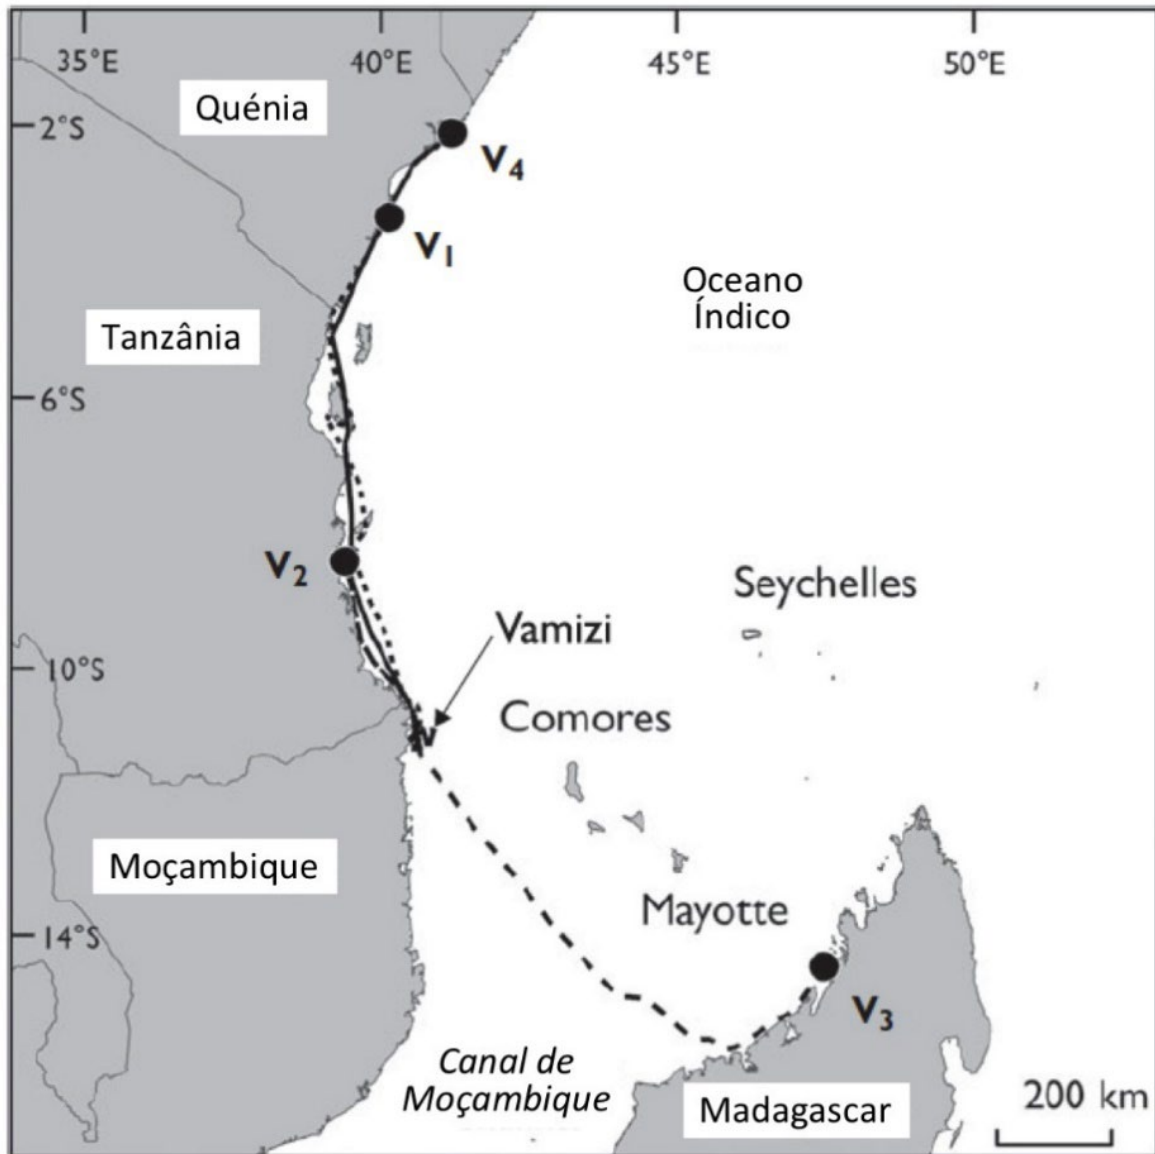 35°E
40°E
45°E
50°E
Quénia
2°S
V4
V1
Oceano
Índico
Tanzânia
6°S
V2
Seychelles
Vamizi
10°S
Comores
Moçambique
Mayotte
14°S
V3
Canal de
Moçambique
Madagascar
200 km